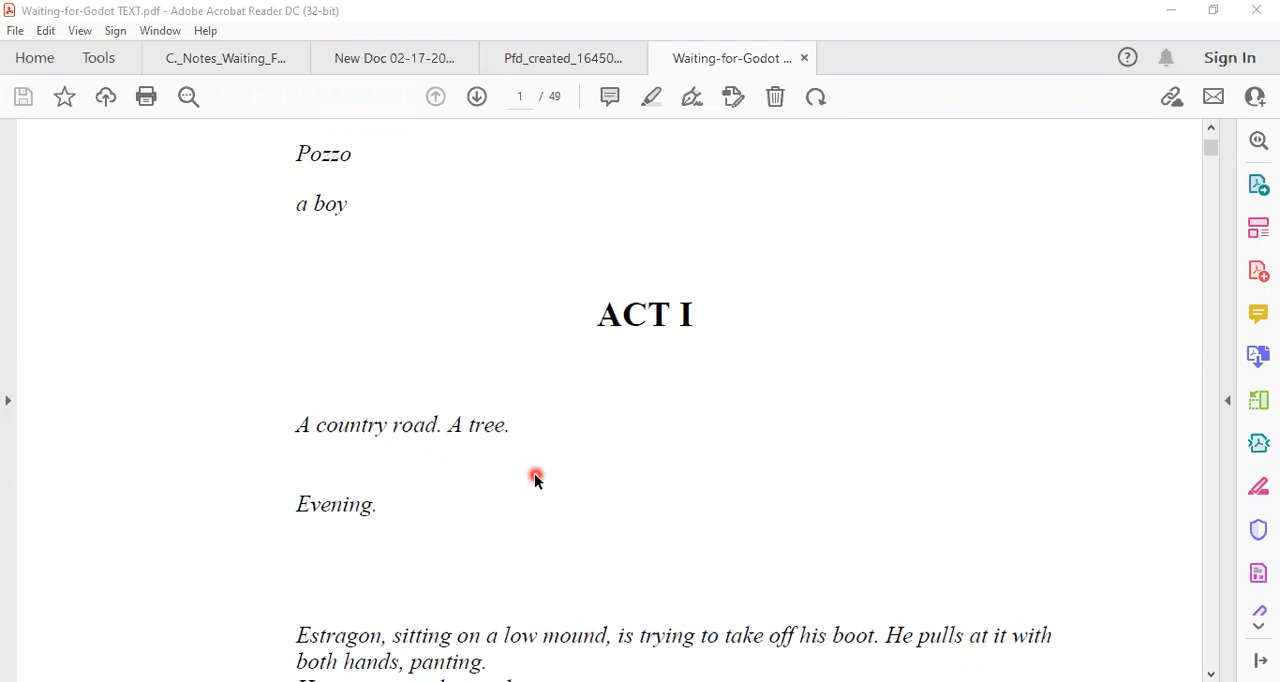 Waiting-for-Godot TEXT.pdf - Adobe Acrobat Reader DC (32-bit)
File Edit View Sign Window Help
Home Tools C._Notes_Waiting_F... New Doc 02-17-20... Pfd_created_16450... Waiting-for-Godot ... Sign In
1 / 49
Pozzo
a boy
ACT I
A country road. A tree.
Evening.
Estragon, sitting on a low mound, is trying to take off his boot. He pulls at it with
both hands, panting.